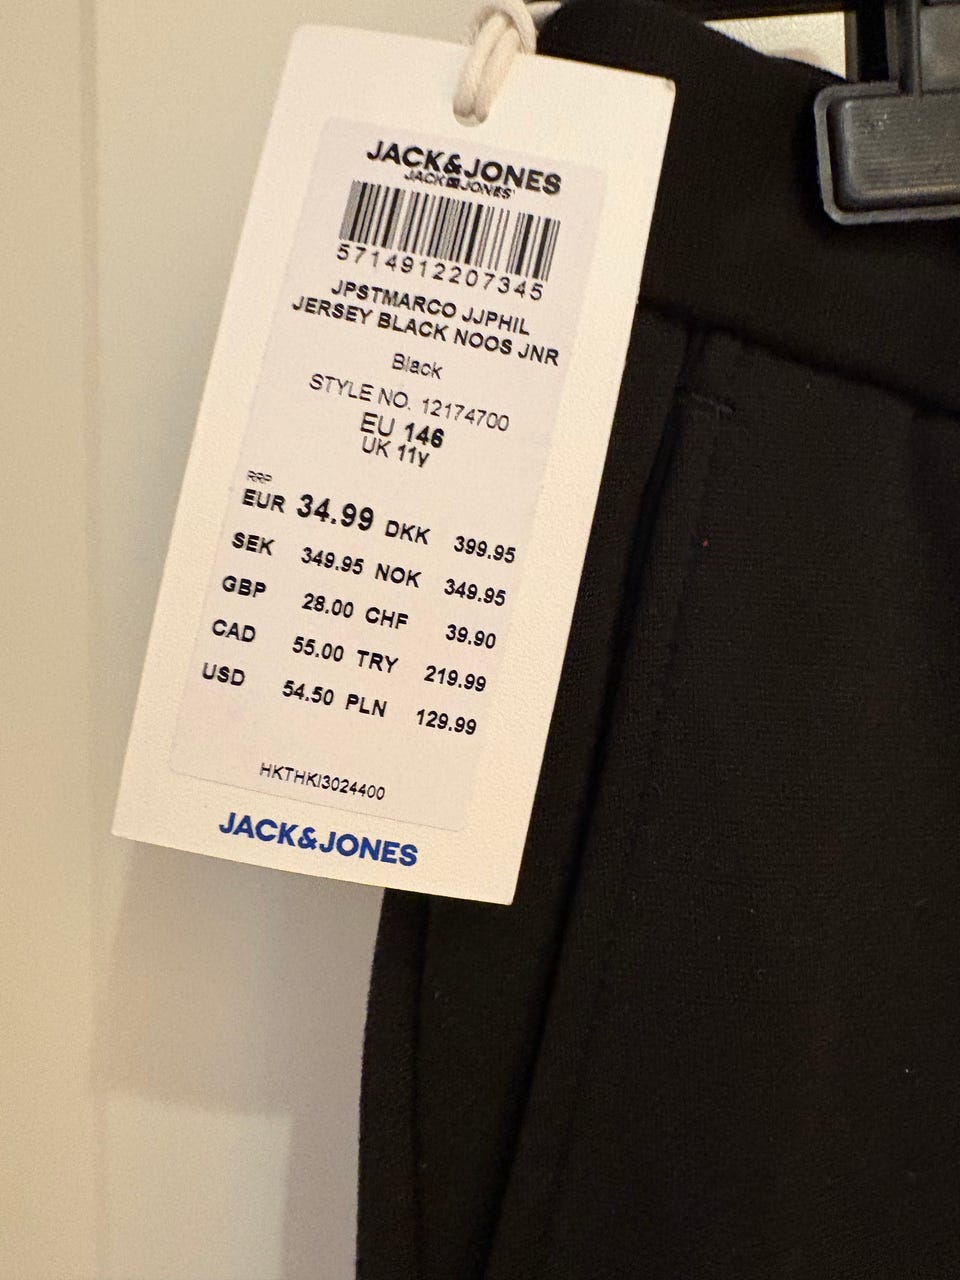 JACK&JONES
JACK&JONES
5714912207345
JPSTMARCO JJPHIL
JERSEY BLACK NOOS JNR
Black
STYLE NO. 12174700
EU 146
UK 11y
RRP
EUR 34.99 DKK 399.95
SEK 349.95 NOK 349.95
GBP 28.00 CHF 39.90
CAD 55.00 TRY 219.99
USD 54.50 PLN 129.99
HKTHKI3024400
JACK&JONES